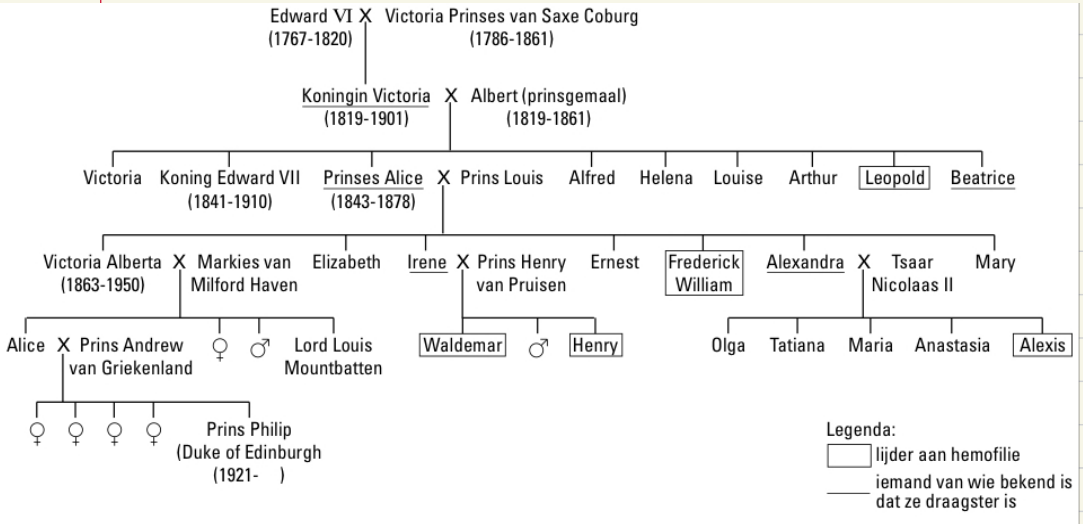 Edward VI X Victoria Prinses van Saxe Coburg
(1767-1820) (1786-1861)
Koningin Victoria X Albert (prinsgemaal)
(1819-1901) (1819-1861)
Victoria Koning Edward VII Prinses Alice X Prins Louis Alfred Helena Louise Arthur Leopold Beatrice
(1841-1910) (1843-1878)
Victoria Alberta X Markies van Elizabeth Irene X Prins Henry Ernest Frederick Alexandra X Tsaar Mary
(1863-1950) Milford Haven van Pruisen William Nicolaas II
Alice X Prins Andrew ♀ ♂ Lord Louis Waldemar ♂ Henry Olga Tatiana Maria Anastasia Alexis
van Griekenland Mountbatten
♀ ♀ ♀ ♀ Prins Philip
(Duke of Edinburgh
(1921- )
Legenda:
lijder aan hemofilie
iemand van wie bekend is
dat ze draagster is